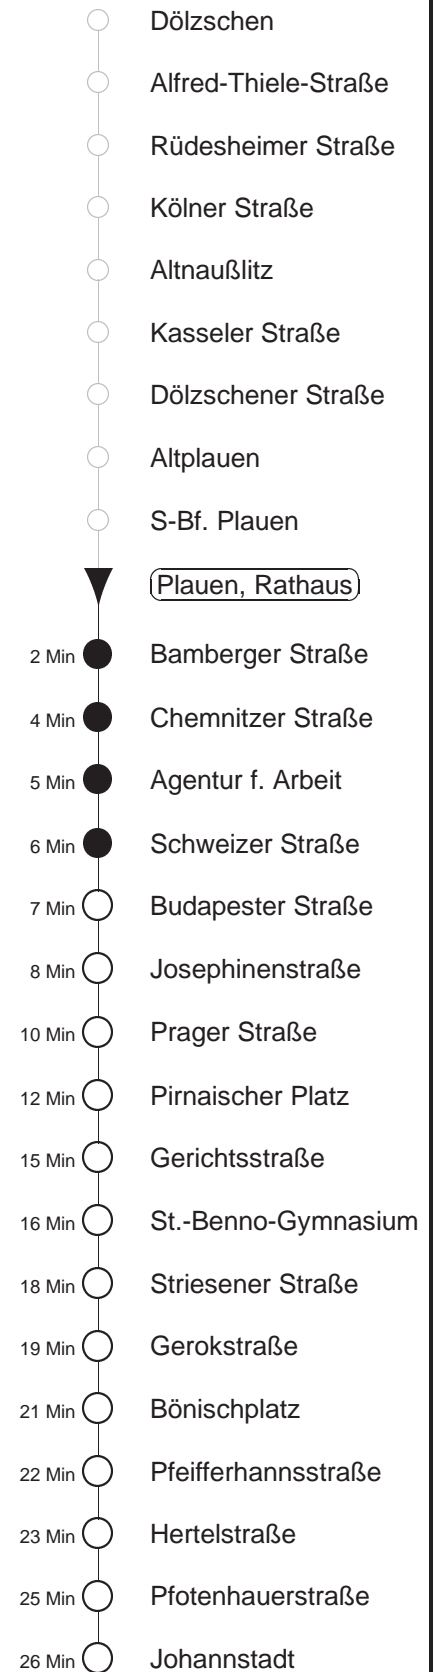 Dölzschen
Alfred-Thiele-Straße
Rüdesheimer Straße
Kölner Straße
Altnaußlitz
Kasseler Straße
Dölzschener Straße
Altplauen
S-Bf. Plauen
Plauen, Rathaus
2 Min Bamberger Straße
4 Min Chemnitzer Straße
5 Min Agentur f. Arbeit
6 Min Schweizer Straße
7 Min Budapester Straße
8 Min Josephinenstraße
10 Min Prager Straße
12 Min Pirnaischer Platz
15 Min Gerichtsstraße
16 Min St.-Benno-Gymnasium
18 Min Striesener Straße
19 Min Gerokstraße
21 Min Bönischplatz
22 Min Pfeifferhannsstraße
23 Min Hertelstraße
25 Min Pfotenhauerstraße
26 Min Johannstadt